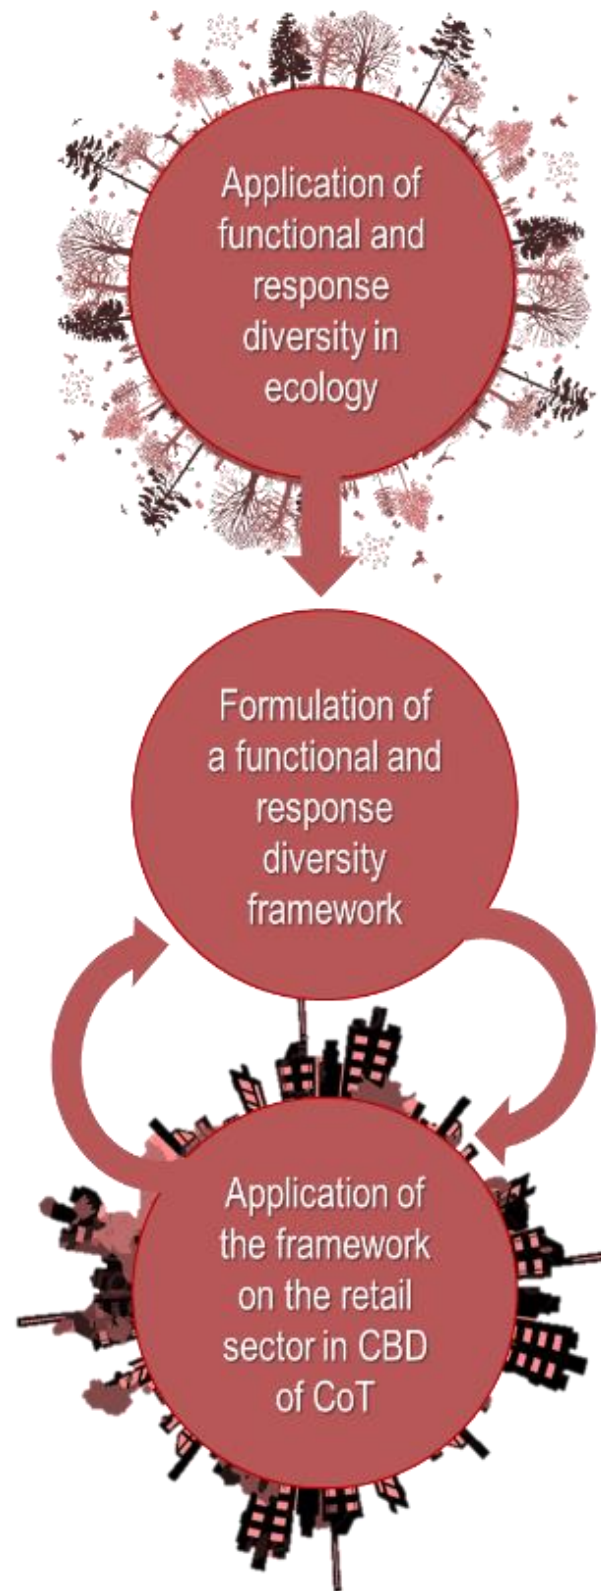 Application of
functional and
response
diversity in
ecology
Formulation of
a functional and
response
diversity
framework
Application of
the framework
on the retail
sector in CBD
of CoT